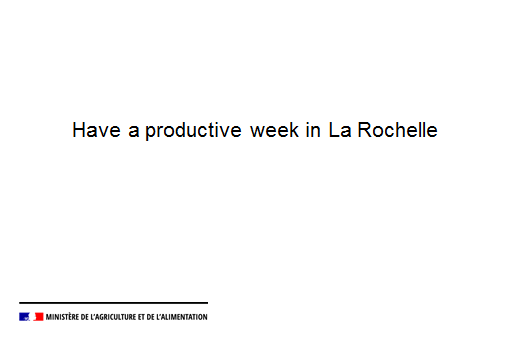 Have a productive week in La Rochelle
MINISTÈRE DE L'AGRICULTURE ET DE L'ALIMENTATION